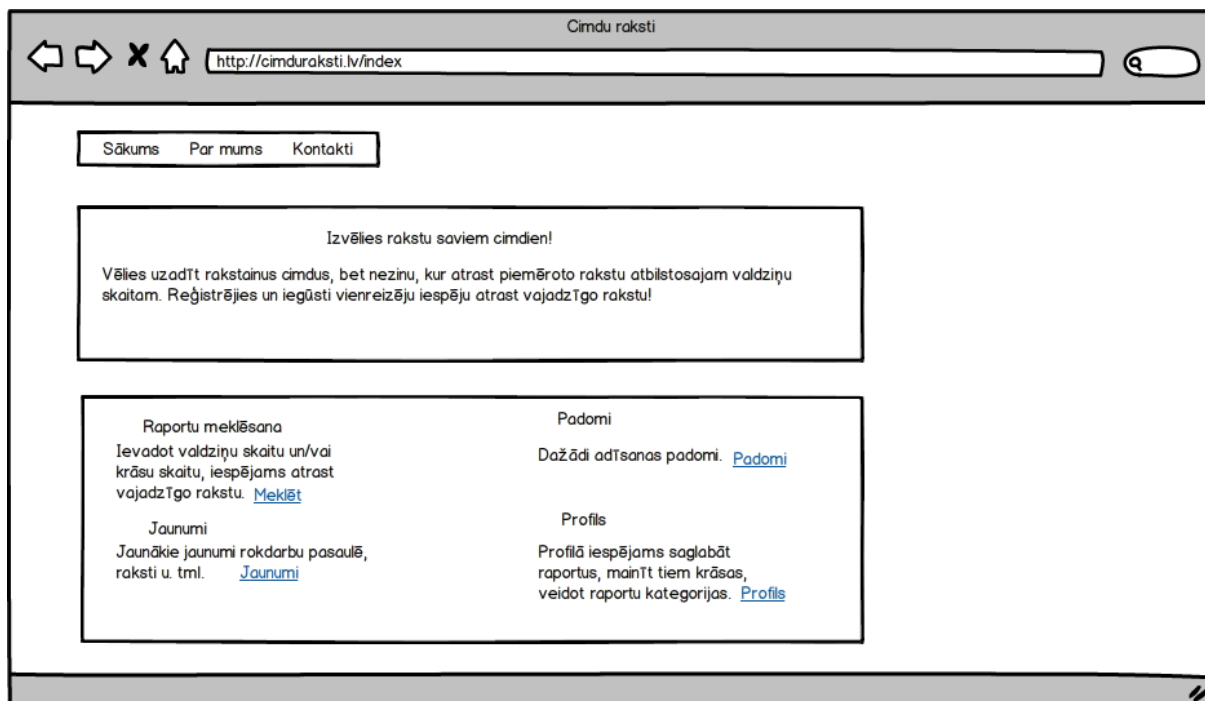 Cimdu raksti
http://cimduraksti.lv/index
Sākums Par mums Kontakti
Izvēlies rakstu saviem cimdien!
Vēlies uzadīt rakstainus cimdus, bet nezinu, kur atrast piemēroto rakstu atbilstosajam valdziņu
skaitam. Reģistrējies un iegūsti vienreizēju iespēju atrast vajadzīgo rakstu!
Raportu meklēsana
Ievadot valdziņu skaitu un/vai
krāsu skaitu, iespējams atrast
vajadzīgo rakstu. Meklēt
Jaunumi
Jaunākie jaunumi rokdarbu pasaulē,
raksti u. tml. Jaunumi
Padomi
Dažādi adīsanas padomi. Padomi
Profils
Profilā iespējams saglabāt
raportus, mainīt tiem krāsas,
veidot raportu kategorijas. Profils